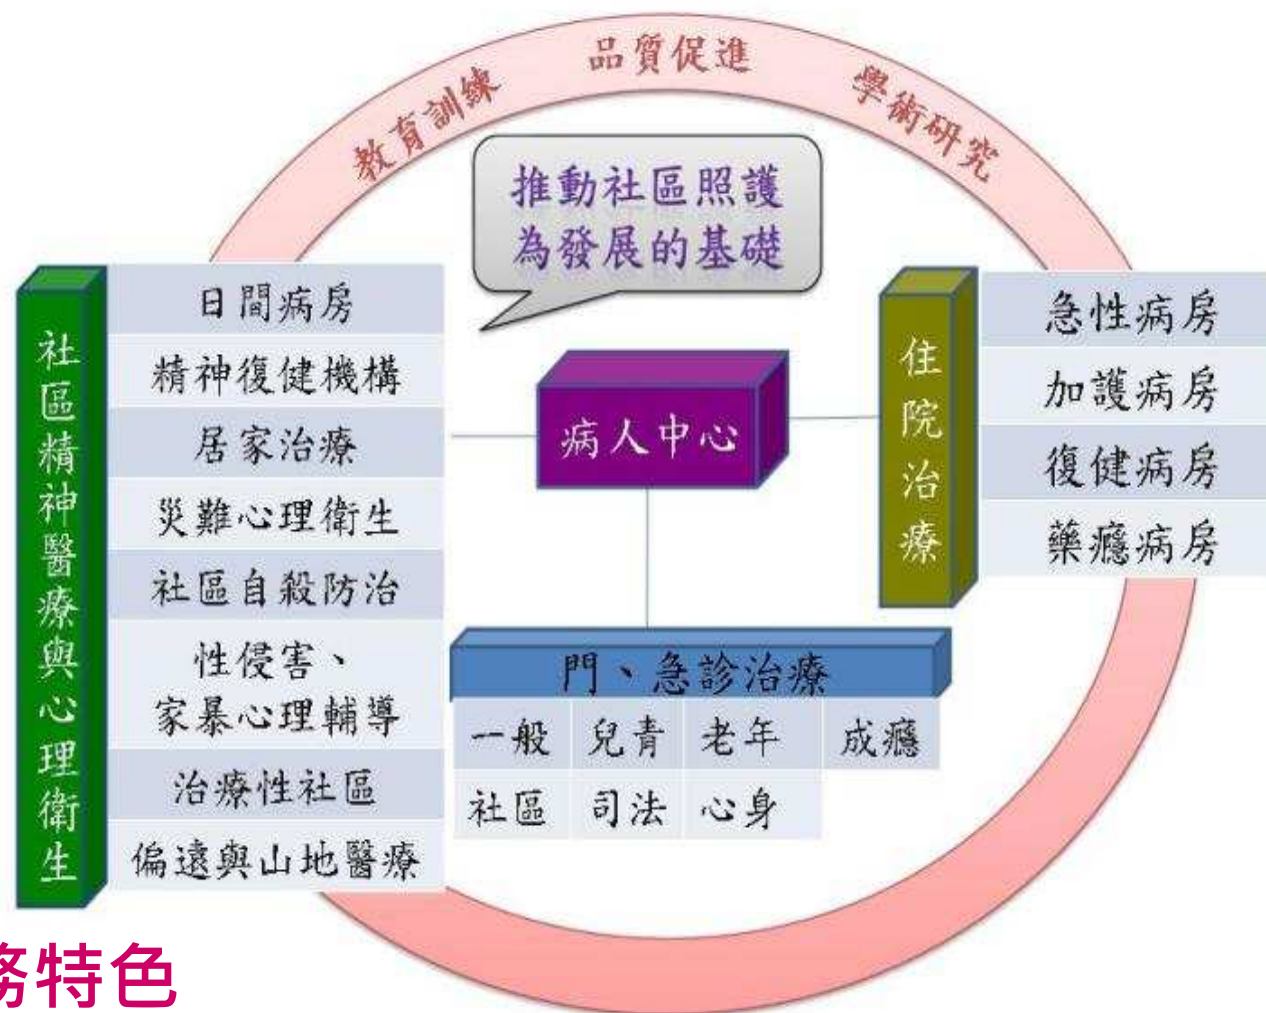 教育訓練
品質促進
學術研究
推動社區照護
為發展的基礎
病人中心
社區精神醫療與心理衛生
日間病房
精神復健機構
居家治療
災難心理衛生
社區自殺防治
性侵害、
家暴心理輔導
治療性社區
偏遠與山地醫療
住院治療
急性病房
加護病房
復健病房
藥癮病房
門、急診治療
一般 兒青 老年 成癮
社區 司法 心身
務特色